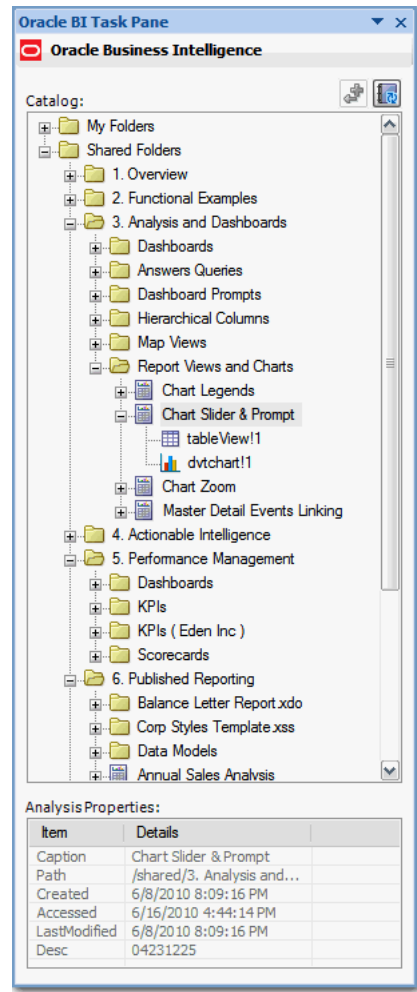 Oracle BI Task Pane
Oracle Business Intelligence
Catalog:
My Folders
Shared Folders
1. Overview
2. Functional Examples
3. Analysis and Dashboards
Dashboards
Answers Queries
Dashboard Prompts
Hierarchical Columns
Map Views
Report Views and Charts
Chart Legends
Chart Slider & Prompt
tableView!1
dvtchart!1
Chart Zoom
Master Detail Events Linking
4. Actionable Intelligence
5. Performance Management
Dashboards
KPIs
KPIs ( Eden Inc )
Scorecards
6. Published Reporting
Balance Letter Report.xdo
Corp Styles Template.xss
Data Models
Annual Sales Analysis
Analysis Properties:
Item Details
Caption Chart Slider & Prompt
Path /shared/3. Analysis and...
Created 6/8/2010 8:09:16 PM
Accessed 6/16/2010 4:44:14 PM
LastModified 6/8/2010 8:09:16 PM
Desc 04231225